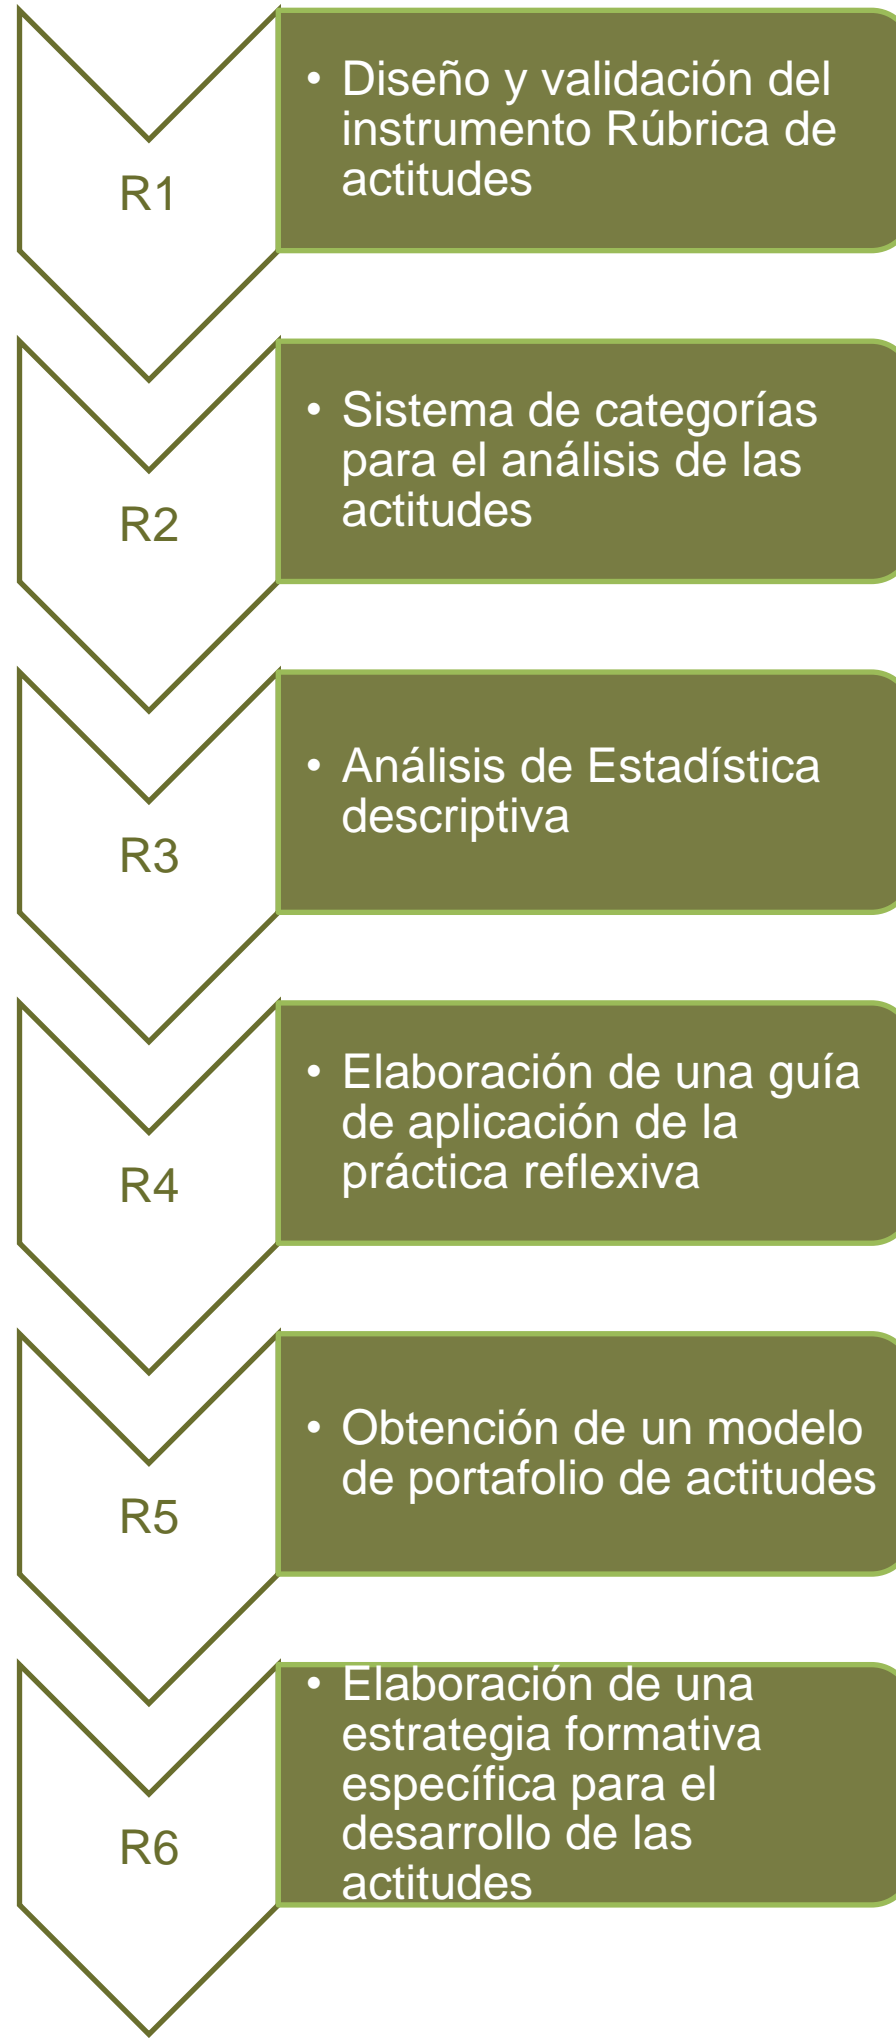 R1
• Diseño y validación del
instrumento Rúbrica de
actitudes
R2
• Sistema de categorías
para el análisis de las
actitudes
R3
• Análisis de Estadística
descriptiva
R4
• Elaboración de una guía
de aplicación de la
práctica reflexiva
R5
• Obtención de un modelo
de portafolio de actitudes
R6
• Elaboración de una
estrategia formativa
específica para el
desarrollo de las
actitudes